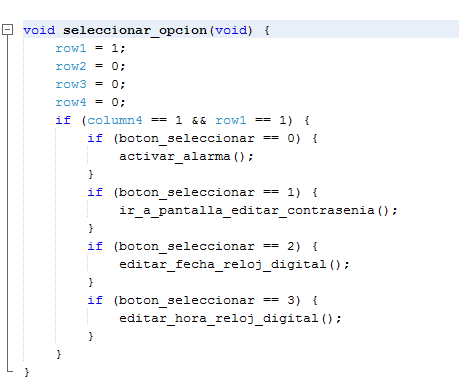 void seleccionar_opcion(void) {
    row1 = 1;
    row2 = 0;
    row3 = 0;
    row4 = 0;
    if (column4 == 1 && row1 == 1) {
        if (boton_seleccionar == 0) {
            activar_alarma();
        }
        if (boton_seleccionar == 1) {
            ir_a_pantalla_editar_contrasenia();
        }
        if (boton_seleccionar == 2) {
            editar_fecha_reloj_digital();
        }
        if (boton_seleccionar == 3) {
            editar_hora_reloj_digital();
        }
    }
}